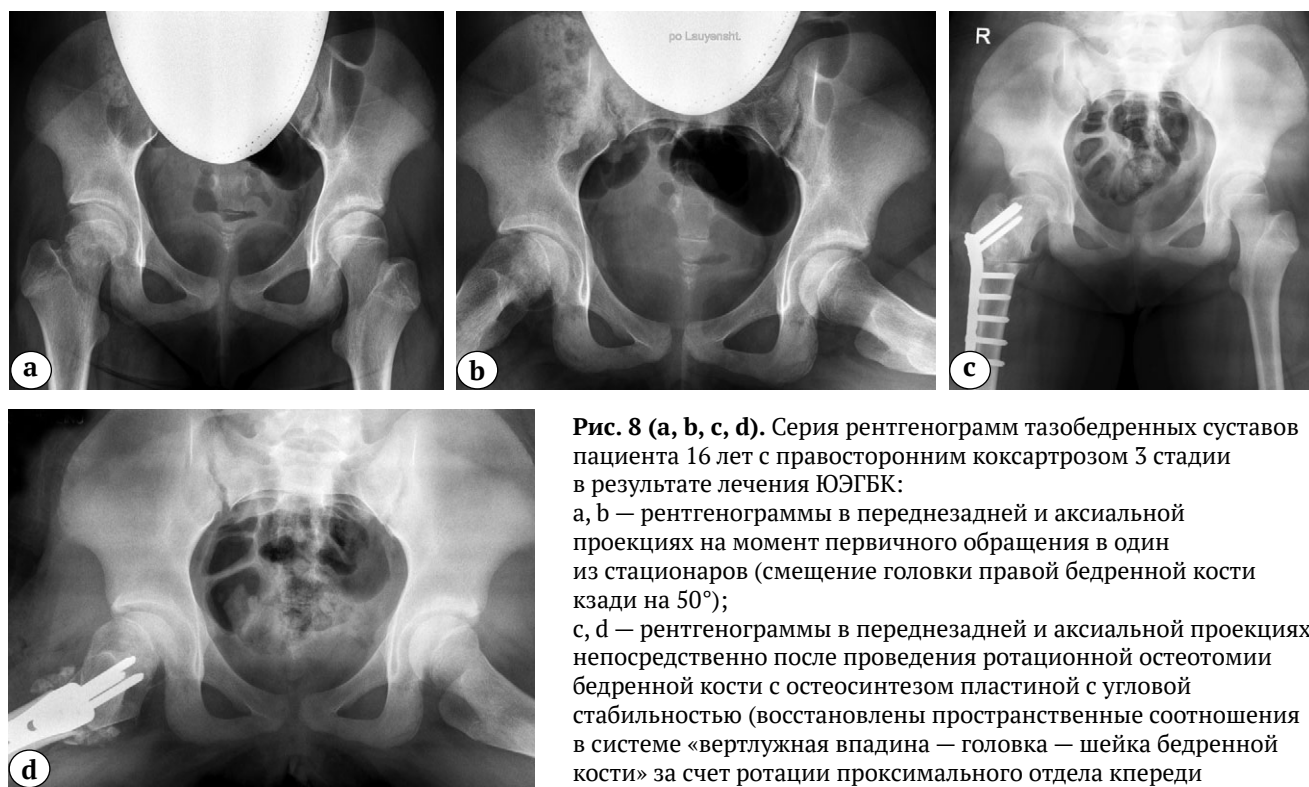 po Lauyensht.
R
a
b
c
d
Рис. 8 (a, b, c, d). Серия рентгенограмм тазобедренных суставов
пациента 16 лет с правосторонним коксартрозом 3 стадии
в результате лечения ЮЭГБК:
a, b — рентгенограммы в переднезадней и аксиальной
проекциях на момент первичного обращения в один
из стационаров (смещение головки правой бедренной кости
кзади на 50°);
c, d — рентгенограммы в переднезадней и аксиальной проекциях
непосредственно после проведения ротационной остеотомии
бедренной кости с остеосинтезом пластиной с угловой
стабильностью (восстановлены пространственные соотношения
в системе «вертлужная впадина — головка — шейка бедренной
кости» за счет ротации проксимального отдела кпереди